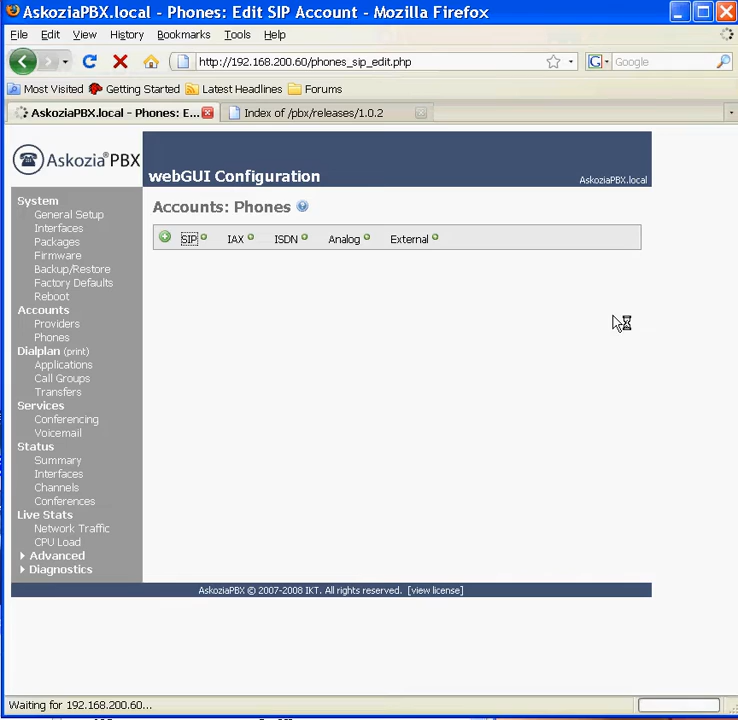 AskoziaPBX.local - Phones: Edit SIP Account - Mozilla Firefox
File Edit View History Bookmarks Tools Help
http://192.168.200.60/phones_sip_edit.php
Google
Most Visited Getting Started Latest Headlines Forums
AskoziaPBX.local - Phones: E... Index of /pbx/releases/1.0.2
Askozia®PBX
webGUI Configuration
AskoziaPBX.local
System
General Setup
Interfaces
Packages
Firmware
Backup/Restore
Factory Defaults
Reboot
Accounts
Providers
Phones
Dialplan (print)
Applications
Call Groups
Transfers
Services
Conferencing
Voicemail
Status
Summary
Interfaces
Channels
Conferences
Live Stats
Network Traffic
CPU Load
Advanced
Diagnostics
Accounts: Phones
SIP IAX ISDN Analog External
AskoziaPBX © 2007-2008 IKT. All rights reserved. [view license]
Waiting for 192.168.200.60...